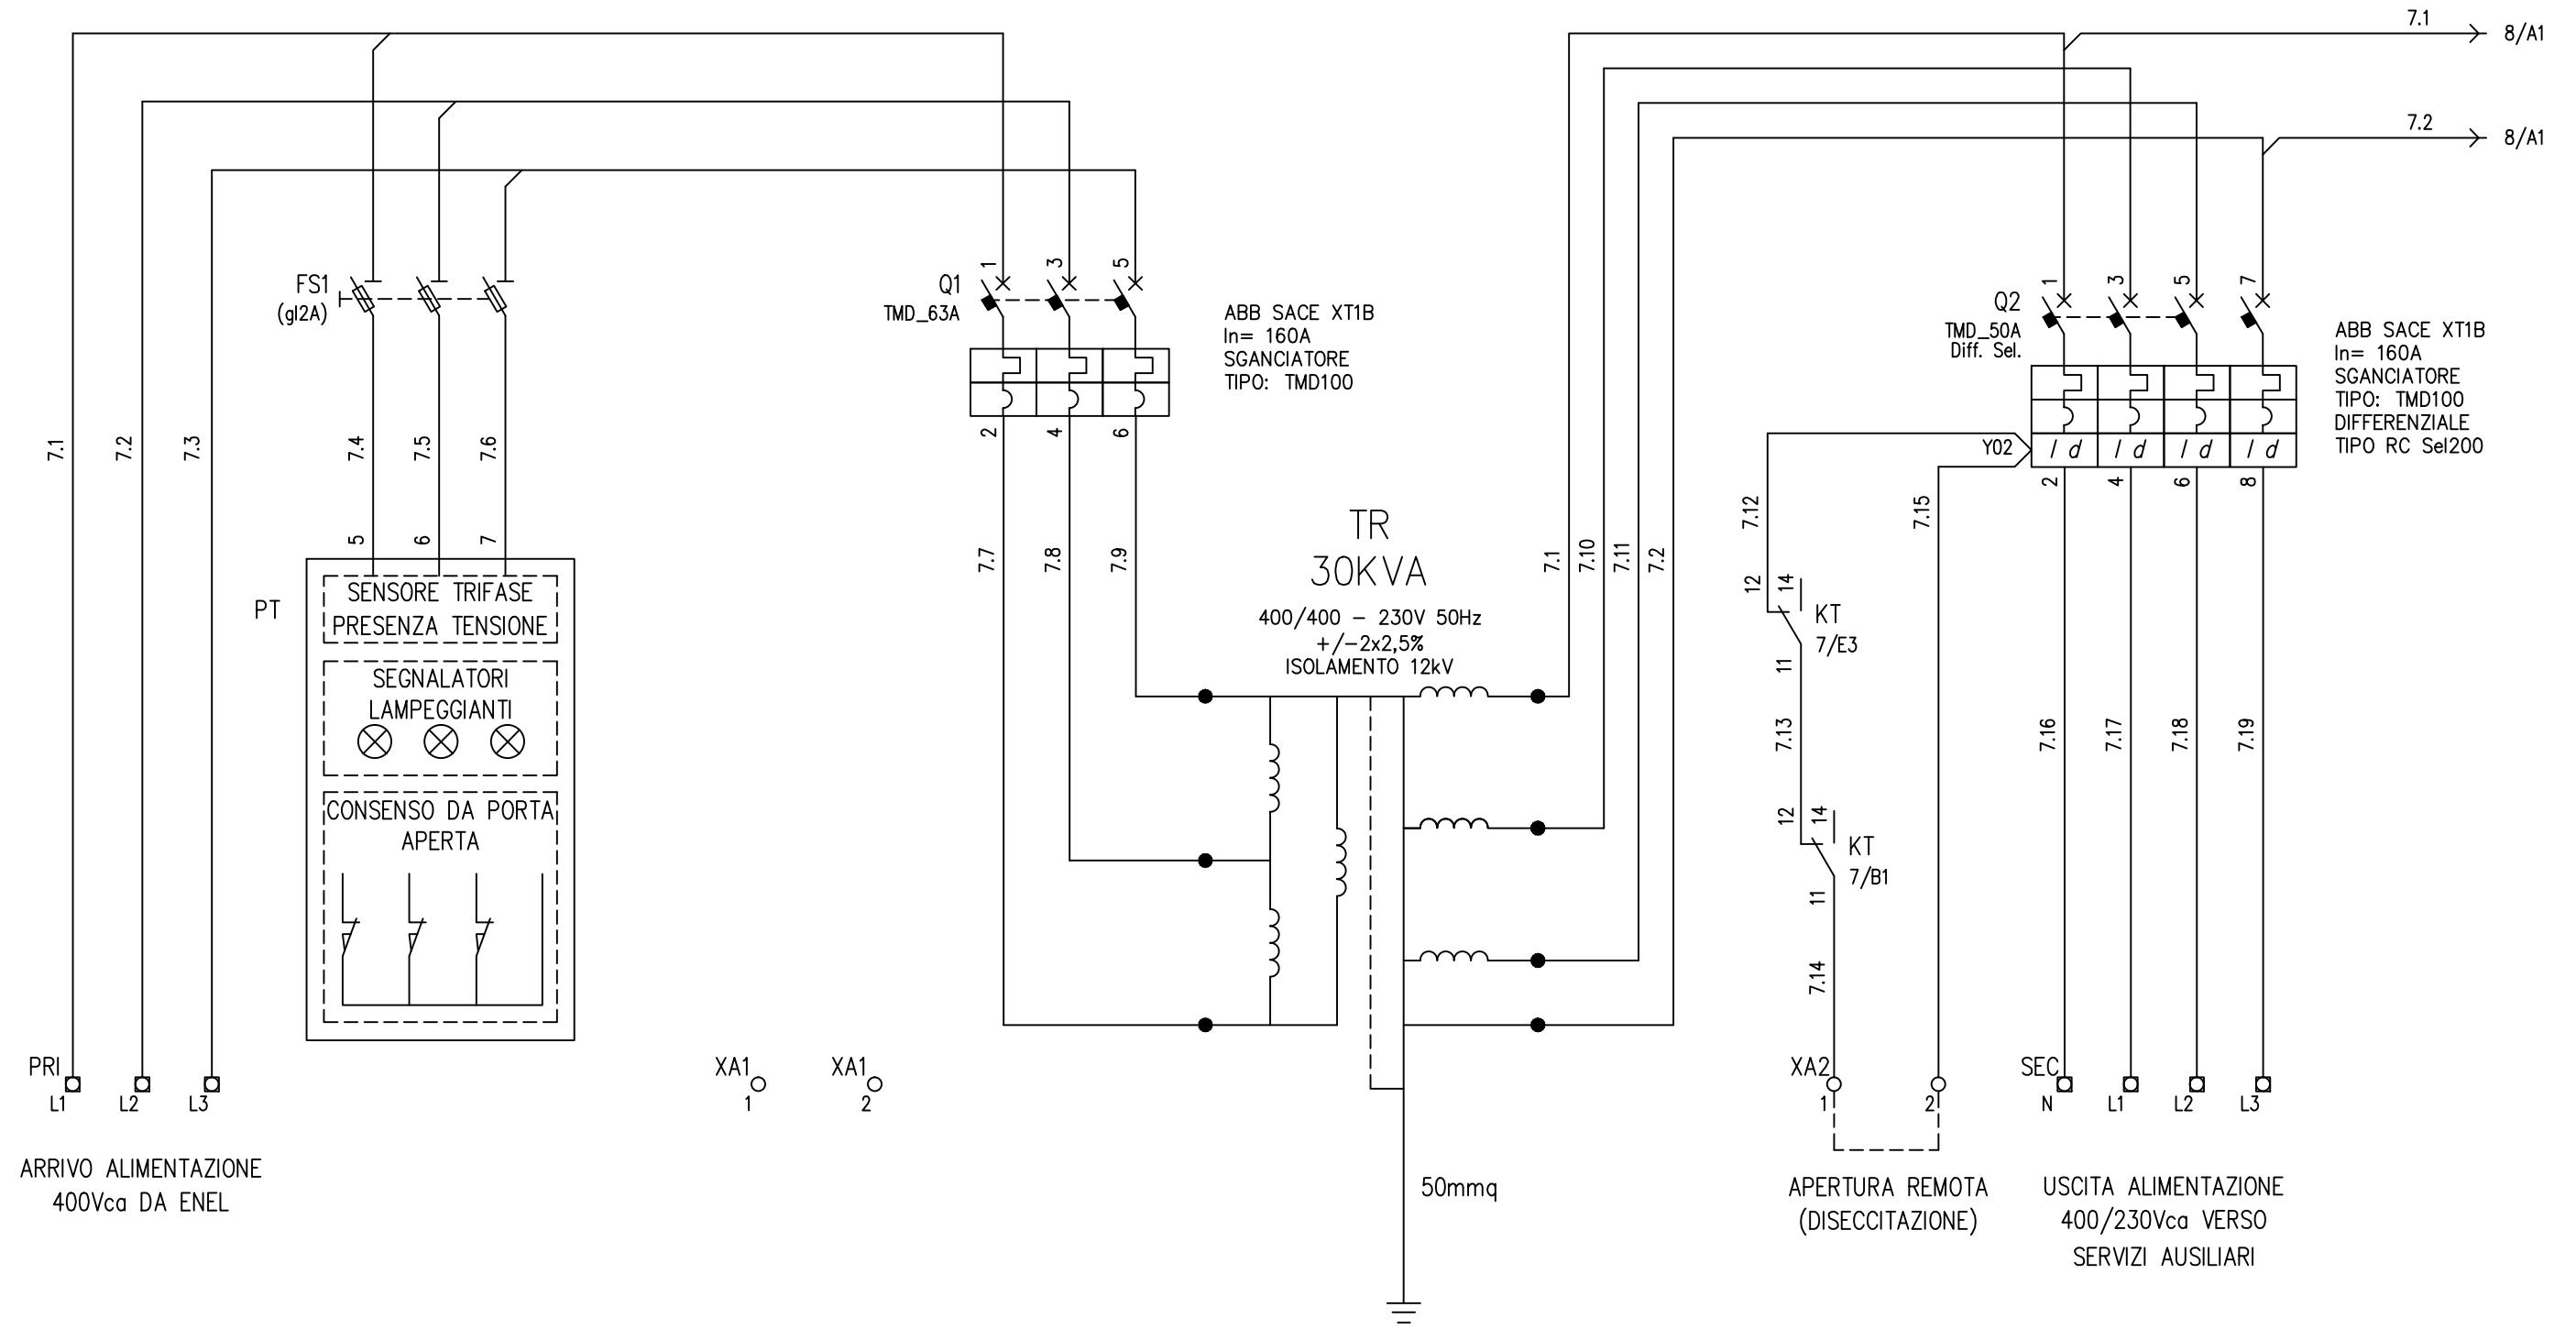 7.1
8/A1
7.2
8/A1
FS1
(gl2A)
Q1
TMD_63A
1
3
5
ABB SACE XT1B
In= 160A
SGANCIATORE
TIPO: TMD100
2
4
6
Q2
TMD_50A
Diff. Sel.
1
3
5
7
ABB SACE XT1B
In= 160A
SGANCIATORE
TIPO: TMD100
DIFFERENZIALE
TIPO RC Sel200
Y02
I d
I d
I d
I d
2
4
6
8
7.1
7.2
7.3
7.4
7.5
7.6
5
6
7
7.7
7.8
7.9
TR
30KVA
400/400 – 230V 50Hz
+/–2x2,5%
ISOLAMENTO 12kV
7.1
7.10
7.11
7.2
7.12
7.15
12
14
KT
7/E3
11
7.13
12
14
KT
7/B1
11
7.14
7.16
7.17
7.18
7.19
PT
SENSORE TRIFASE
PRESENZA TENSIONE
SEGNALATORI
LAMPEGGIANTI
CONSENSO DA PORTA
APERTA
PRI
L1
L2
L3
XA1
1
XA1
2
XA2
1
2
SEC
N
L1
L2
L3
ARRIVO ALIMENTAZIONE
400Vca DA ENEL
50mmq
APERTURA REMOTA
(DISECCITAZIONE)
USCITA ALIMENTAZIONE
400/230Vca VERSO
SERVIZI AUSILIARI